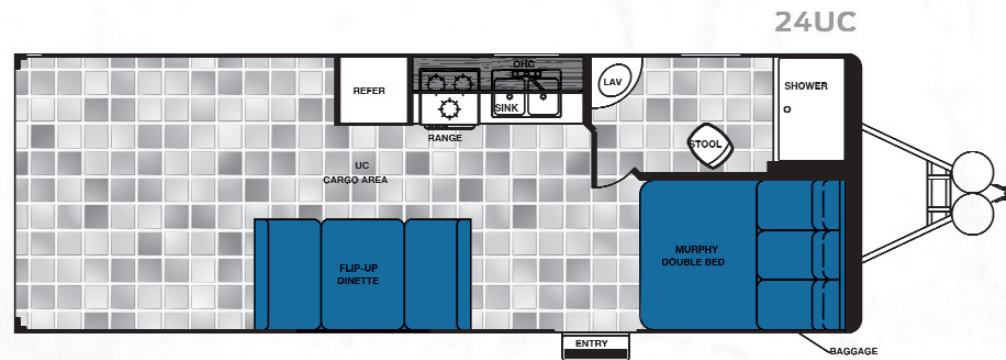 24UC
OHC
REFER
LAV
SHOWER
SINK
RANGE
STOOL
UC
CARGO AREA
FLIP-UP
DINETTE
MURPHY
DOUBLE BED
ENTRY
BAGGAGE